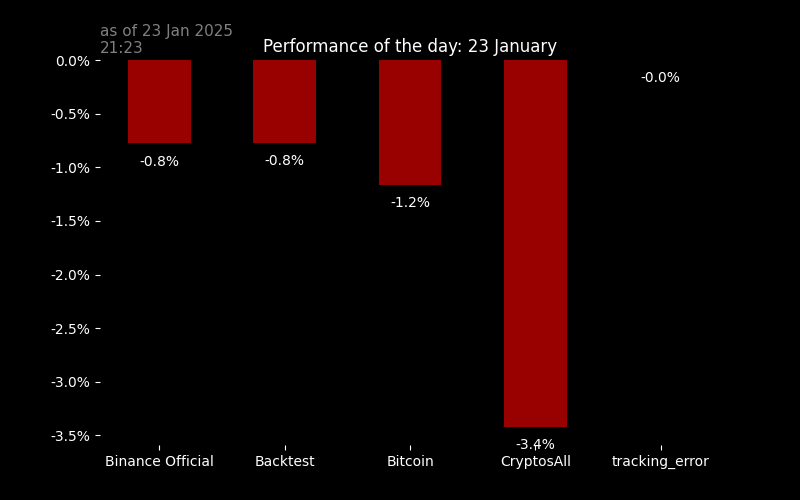 as of 23 Jan 2025
21:23
Performance of the day: 23 January
0.0%
-0.5%
-1.0%
-1.5%
-2.0%
-2.5%
-3.0%
-3.5%
-0.8%
-0.8%
-1.2%
-3.4%
-0.0%
Binance Official
Backtest
Bitcoin
CryptosAll
tracking_error